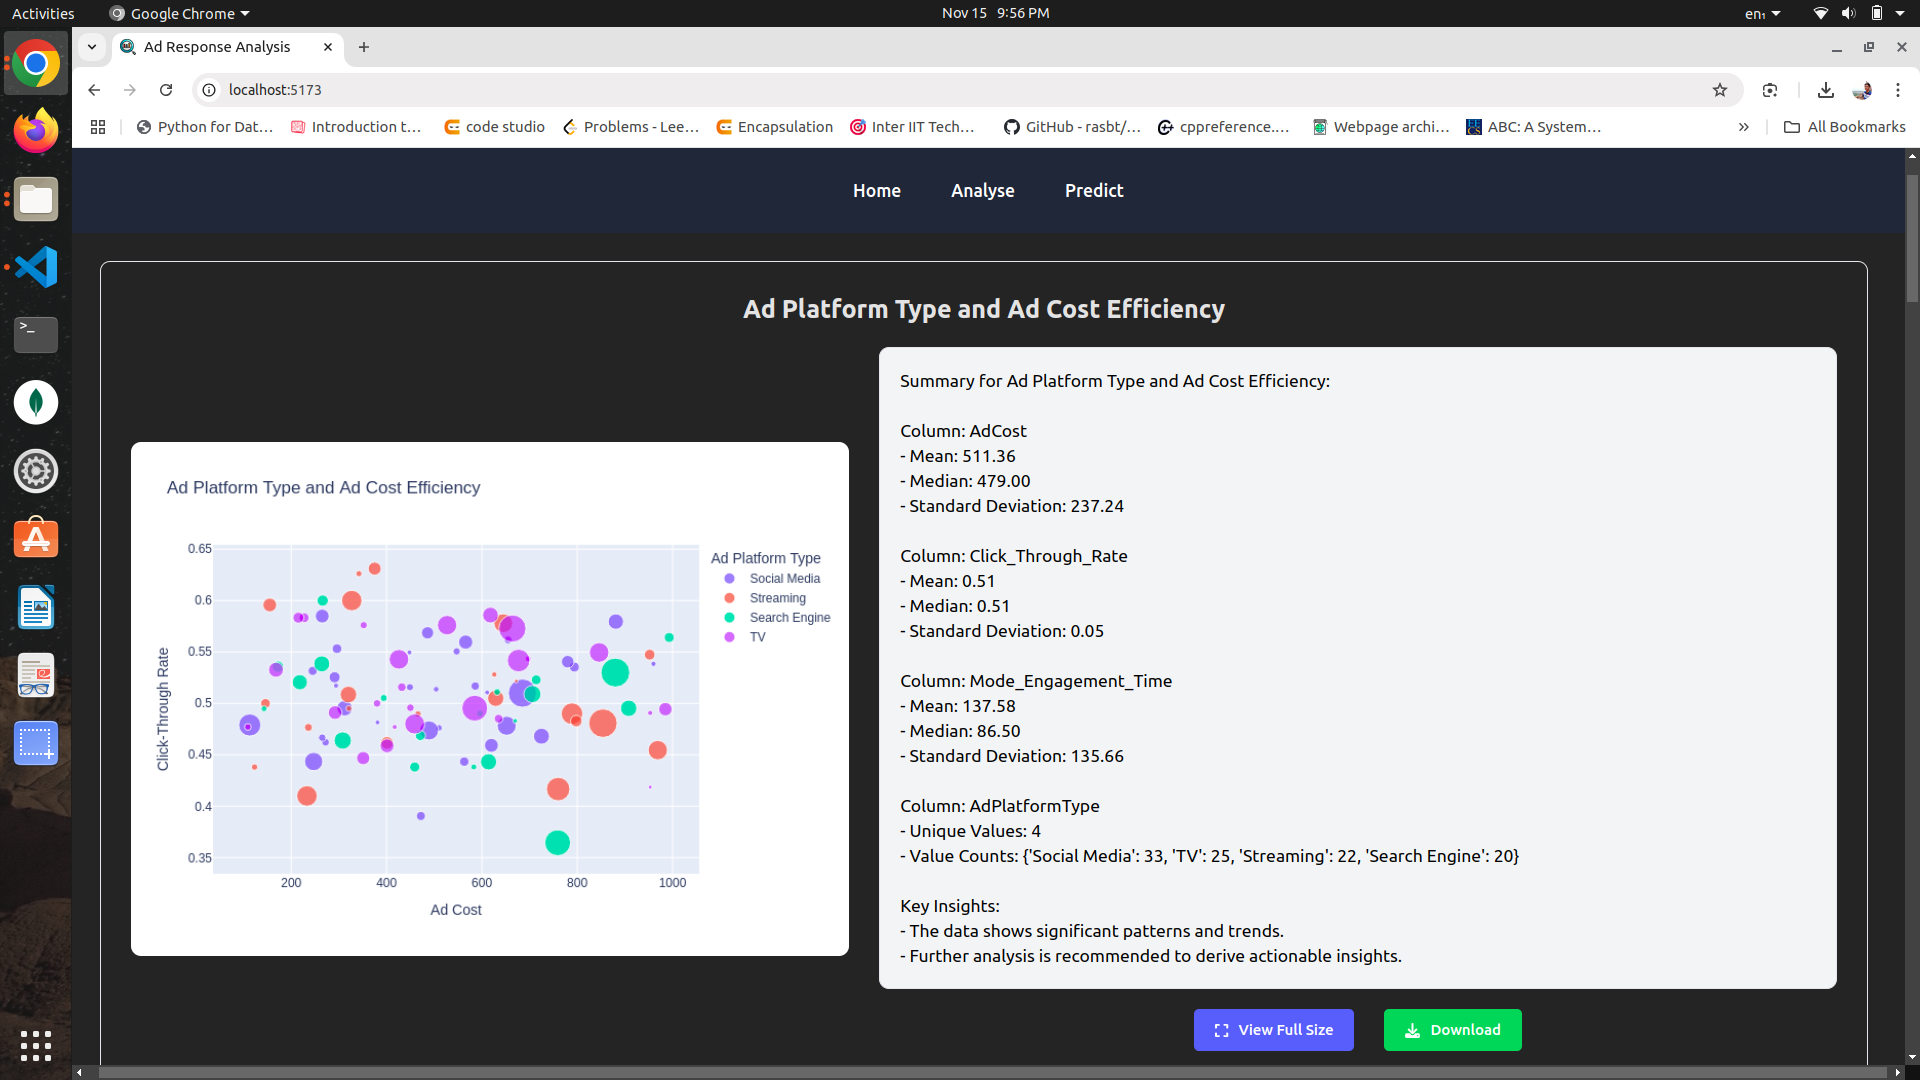 Activities
Google Chrome
Nov 15 9:56 PM
en₁
Ad Response Analysis
localhost:5173
Python for Dat…
Introduction t…
code studio
Problems - Lee…
Encapsulation
Inter IIT Tech…
GitHub - rasbt/…
cppreference.…
Webpage archi…
ABC: A System…
All Bookmarks
Home
Analyse
Predict
Ad Platform Type and Ad Cost Efficiency
Ad Platform Type and Ad Cost Efficiency
0.65
0.6
0.55
0.5
0.45
0.4
0.35
Click-Through Rate
200
400
600
800
1000
Ad Cost
Ad Platform Type
Social Media
Streaming
Search Engine
TV
Summary for Ad Platform Type and Ad Cost Efficiency:
Column: AdCost
- Mean: 511.36
- Median: 479.00
- Standard Deviation: 237.24
Column: Click_Through_Rate
- Mean: 0.51
- Median: 0.51
- Standard Deviation: 0.05
Column: Mode_Engagement_Time
- Mean: 137.58
- Median: 86.50
- Standard Deviation: 135.66
Column: AdPlatformType
- Unique Values: 4
- Value Counts: {'Social Media': 33, 'TV': 25, 'Streaming': 22, 'Search Engine': 20}
Key Insights:
- The data shows significant patterns and trends.
- Further analysis is recommended to derive actionable insights.
View Full Size
Download